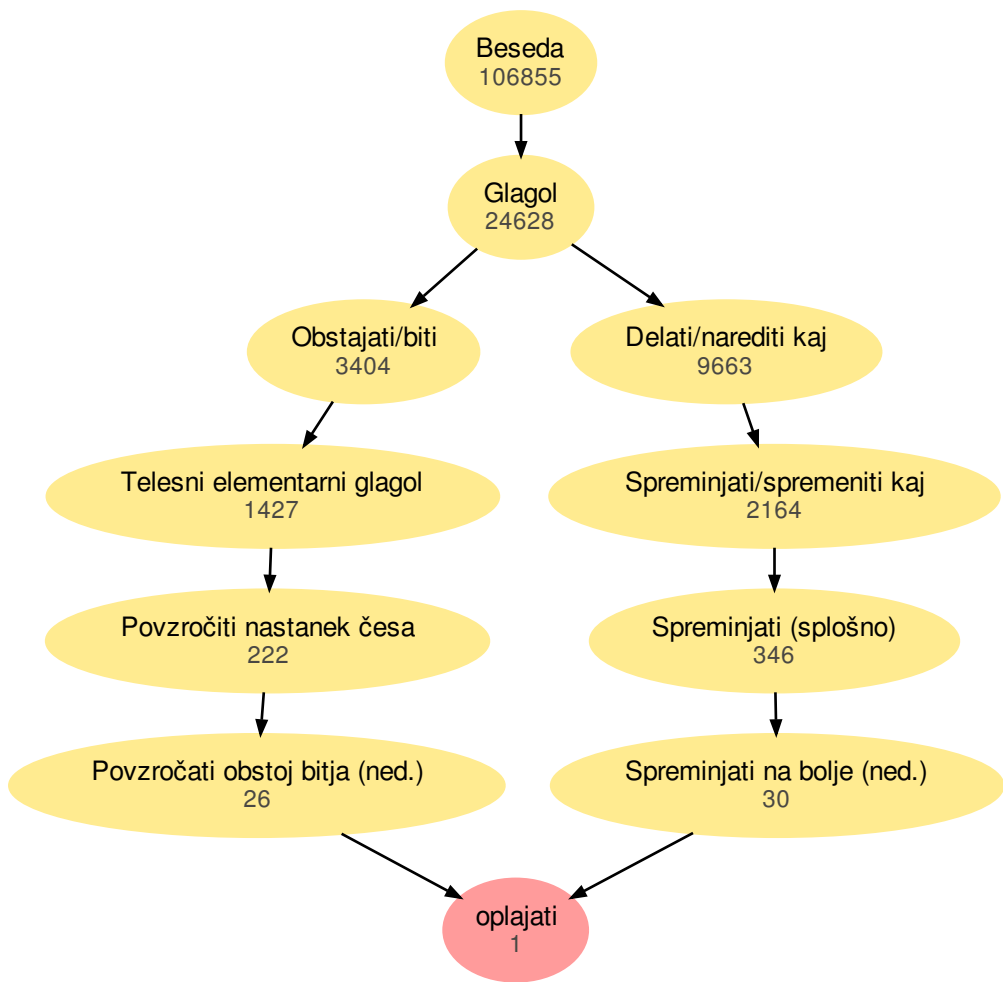 Beseda
106855
Glagol
24628
Obstajati/biti
3404
Delati/narediti kaj
9663
Telesni elementarni glagol
1427
Spreminjati/spremeniti kaj
2164
Povzročiti nastanek česa
222
Spreminjati (splošno)
346
Povzročati obstoj bitja (ned.)
26
Spreminjati na bolje (ned.)
30
oplajati
1